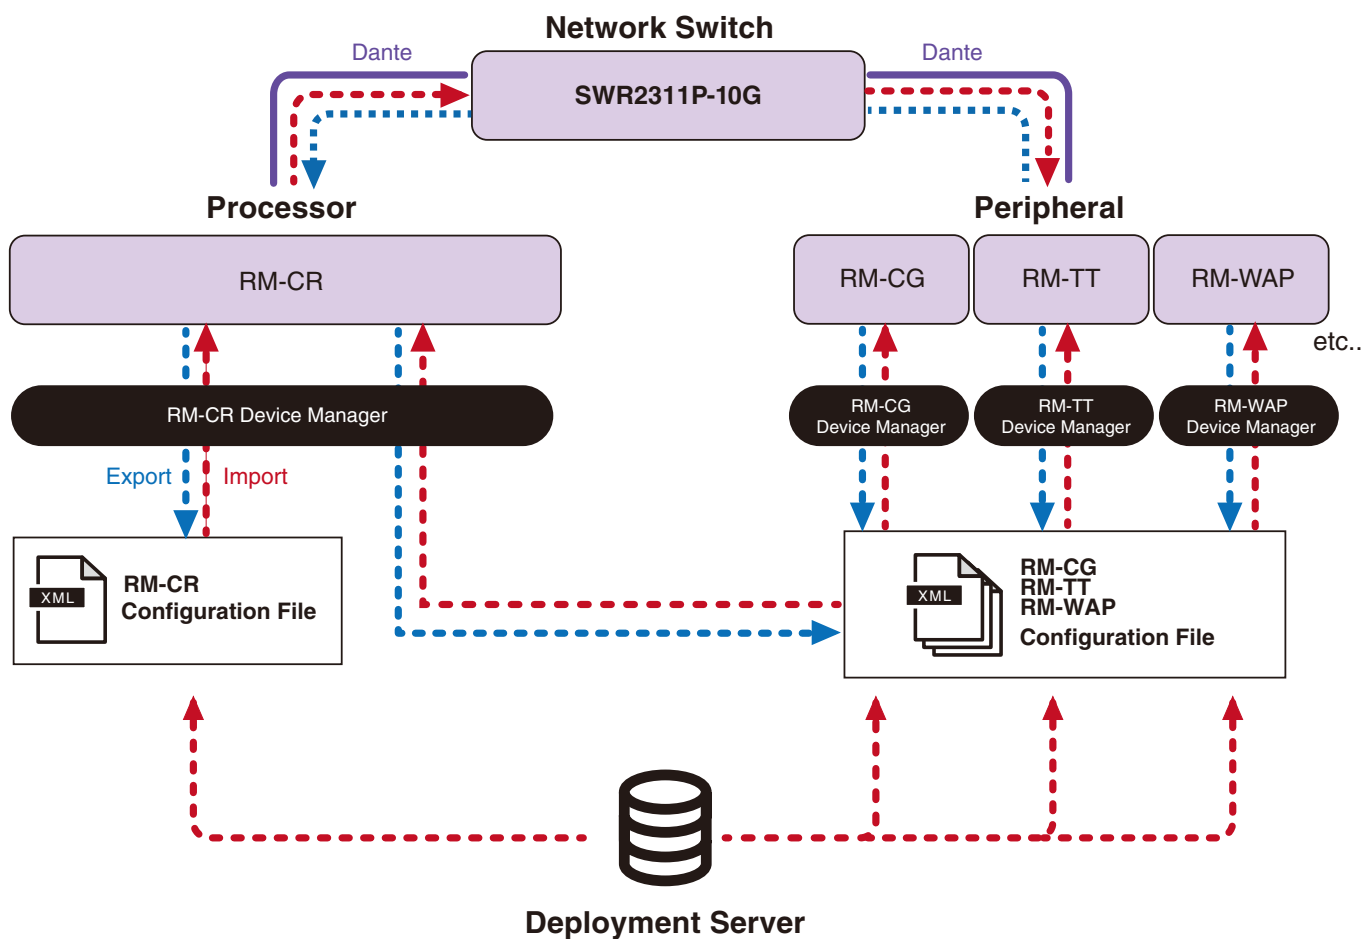 Network Switch
Dante
Dante
SWR2311P-10G
Processor
Peripheral
RM-CR
RM-CG
RM-TT
RM-WAP
etc..
RM-CR Device Manager
RM-CG
Device Manager
RM-TT
Device Manager
RM-WAP
Device Manager
Export
Import
XML
RM-CR
Configuration File
XML
RM-CG
RM-TT
RM-WAP
Configuration File
Deployment Server